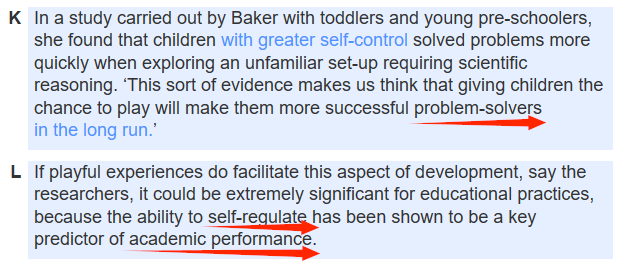 K In a study carried out by Baker with toddlers and young pre-schoolers,
she found that children with greater self-control solved problems more
quickly when exploring an unfamiliar set-up requiring scientific
reasoning. ‘This sort of evidence makes us think that giving children the
chance to play will make them more successful problem-solvers
in the long run.’
L If playful experiences do facilitate this aspect of development, say the
researchers, it could be extremely significant for educational practices,
because the ability to self-regulate has been shown to be a key
predictor of academic performance.